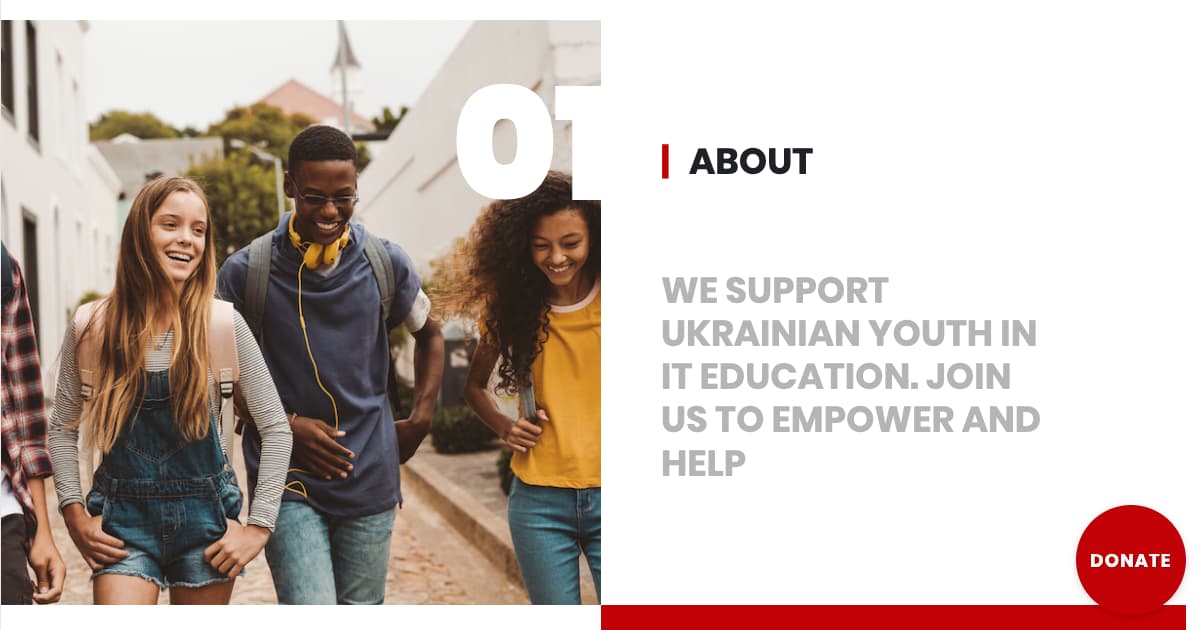 01
ABOUT
WE SUPPORT
UKRAINIAN YOUTH IN
IT EDUCATION. JOIN
US TO EMPOWER AND
HELP
DONATE